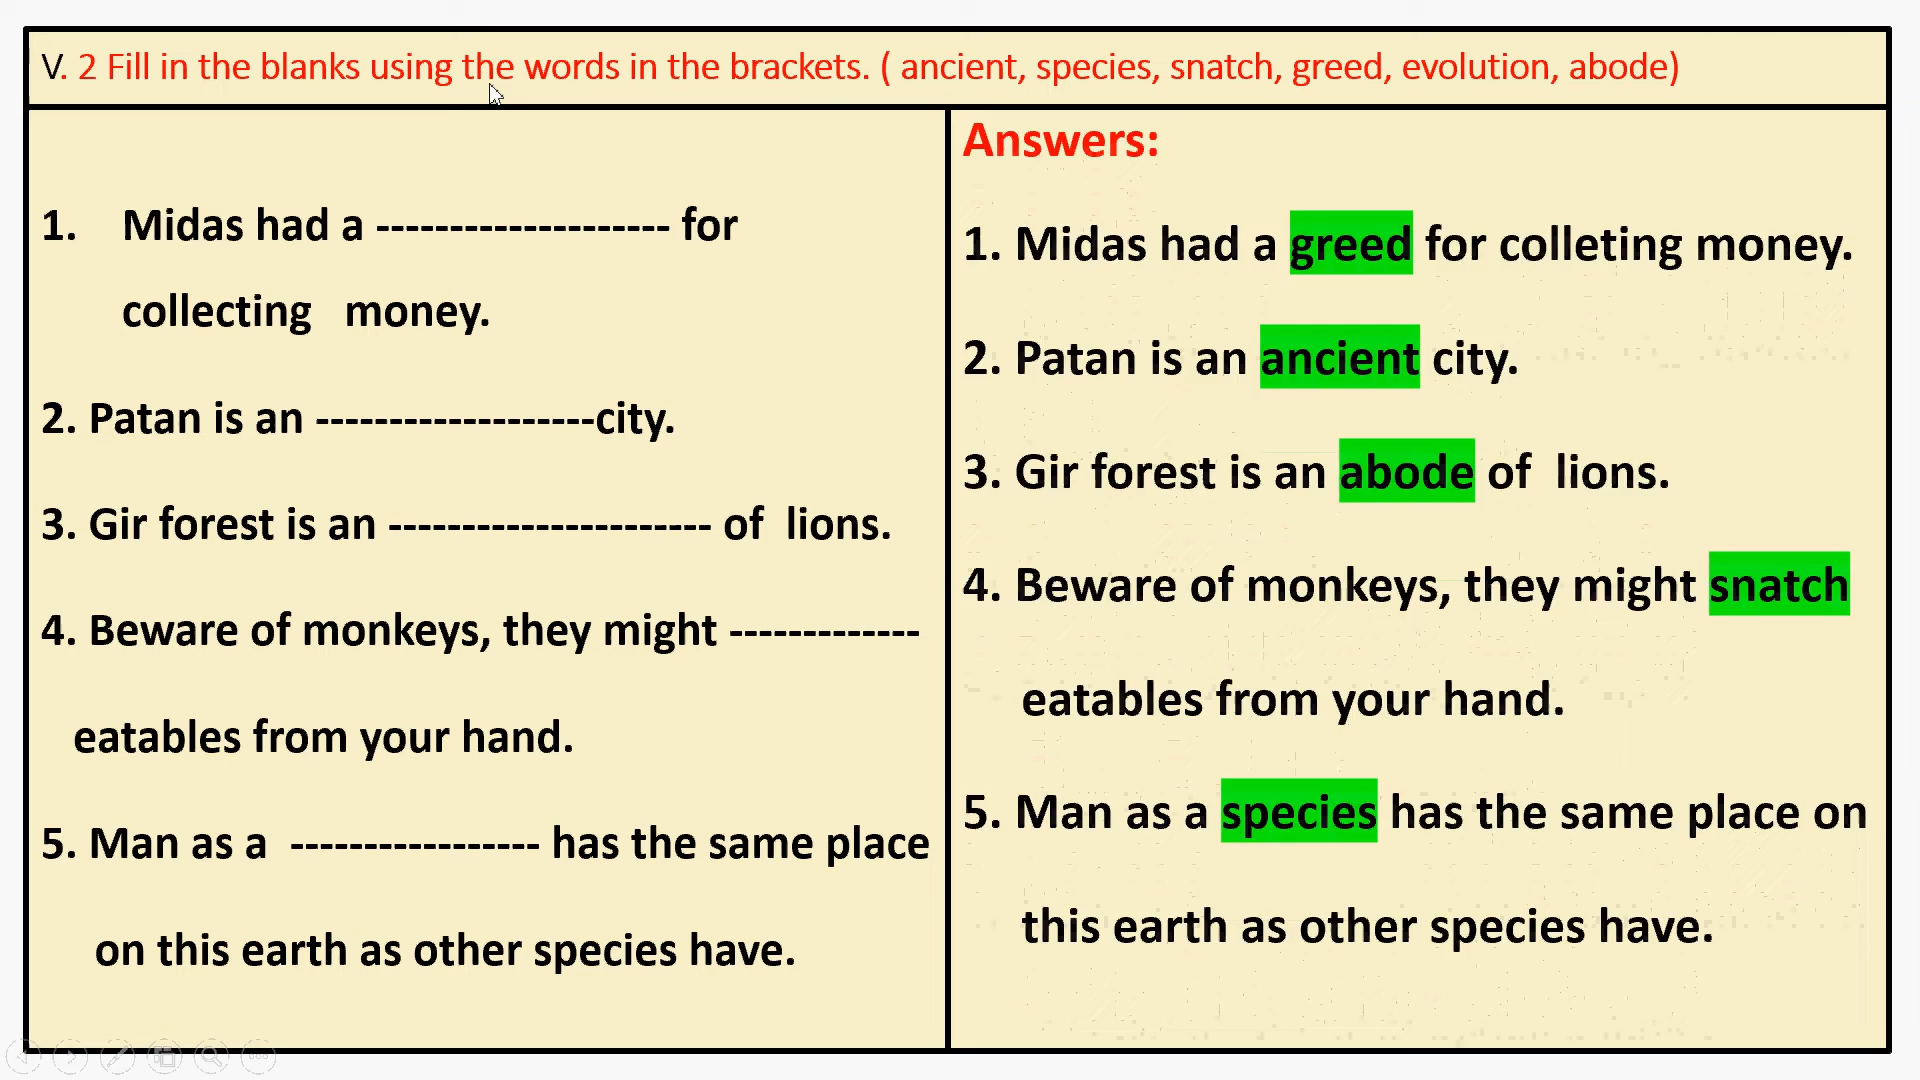 V. 2 Fill in the blanks using the words in the brackets. ( ancient, species, snatch, greed, evolution, abode)
1. Midas had a -------------------- for
collecting money.
2. Patan is an -------------------city.
3. Gir forest is an ---------------------- of lions.
4. Beware of monkeys, they might -------------
eatables from your hand.
5. Man as a ----------------- has the same place
on this earth as other species have.
Answers:
1. Midas had a greed for colleting money.
2. Patan is an ancient city.
3. Gir forest is an abode of lions.
4. Beware of monkeys, they might snatch
eatables from your hand.
5. Man as a species has the same place on
this earth as other species have.